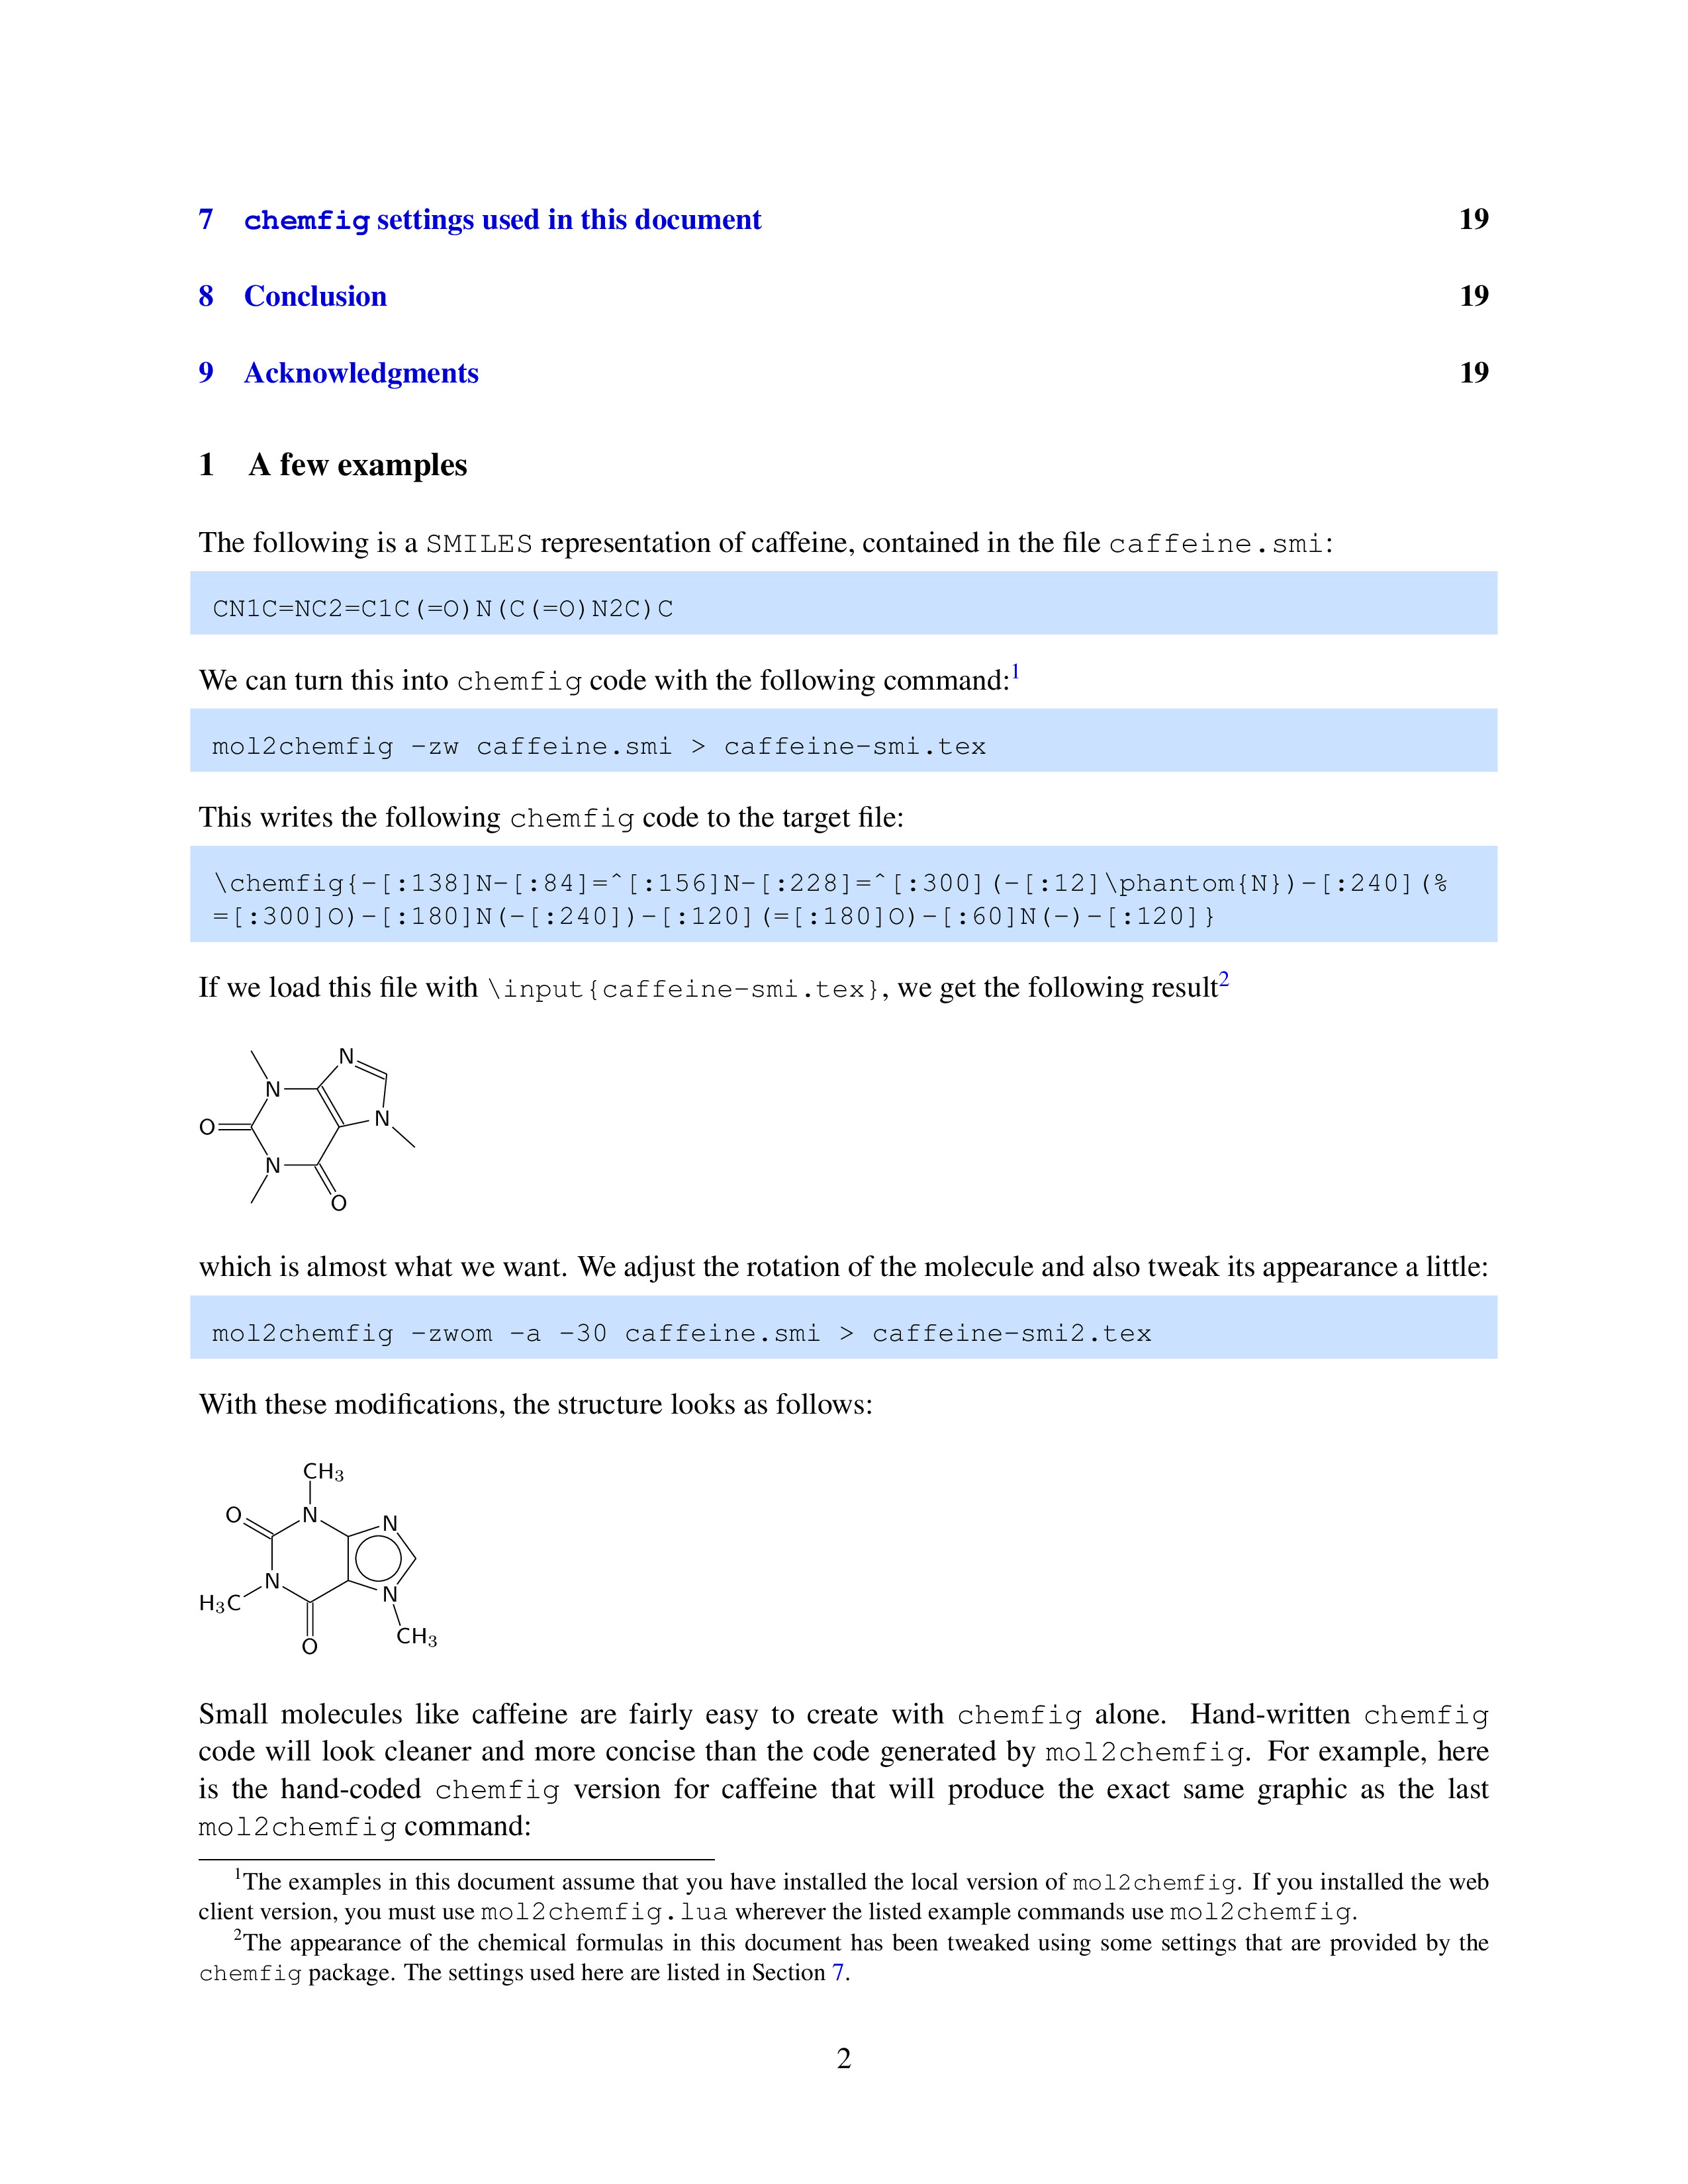 7 chemfig settings used in this document 19
8 Conclusion 19
9 Acknowledgments 19
1 A few examples
The following is a SMILES representation of caffeine, contained in the file caffeine.smi:
CN1C=NC2=C1C(=O)N(C(=O)N2C)C
We can turn this into chemfig code with the following command:1
mol2chemfig -zw caffeine.smi > caffeine-smi.tex
This writes the following chemfig code to the target file:
\chemfig{-[:138]N-[:84]=^[:156]N-[:228]=^[:300](-[:12]\phantom{N})-[:240](%
=[:300]O)-[:180]N(-[:240])-[:120](=[:180]O)-[:60]N(-)-[:120]}
If we load this file with \input{caffeine-smi.tex}, we get the following result2
N
N
O
N
N
O
which is almost what we want. We adjust the rotation of the molecule and also tweak its appearance a little:
mol2chemfig -zwom -a -30 caffeine.smi > caffeine-smi2.tex
With these modifications, the structure looks as follows:
CH3
O N N
N N
H3C
CH3
O
Small molecules like caffeine are fairly easy to create with chemfig alone. Hand-written chemfig
code will look cleaner and more concise than the code generated by mol2chemfig. For example, here
is the hand-coded chemfig version for caffeine that will produce the exact same graphic as the last
mol2chemfig command:
1The examples in this document assume that you have installed the local version of mol2chemfig. If you installed the web
client version, you must use mol2chemfig.lua wherever the listed example commands use mol2chemfig.
2The appearance of the chemical formulas in this document has been tweaked using some settings that are provided by the
chemfig package. The settings used here are listed in Section 7.
2